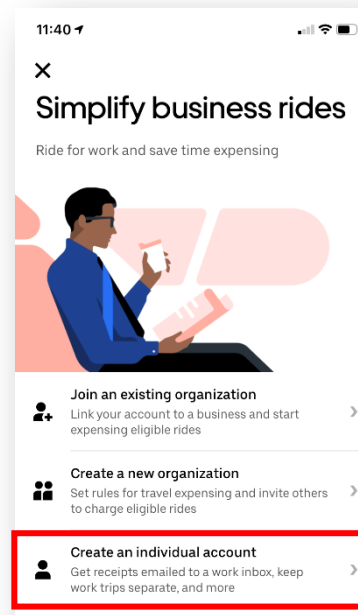 11:40
Simplify business rides
Ride for work and save time expensing
Join an existing organization
Link your account to a business and start
expensing eligible rides
Create a new organization
Set rules for travel expensing and invite others
to charge eligible rides
Create an individual account
Get receipts emailed to a work inbox, keep
work trips separate, and more